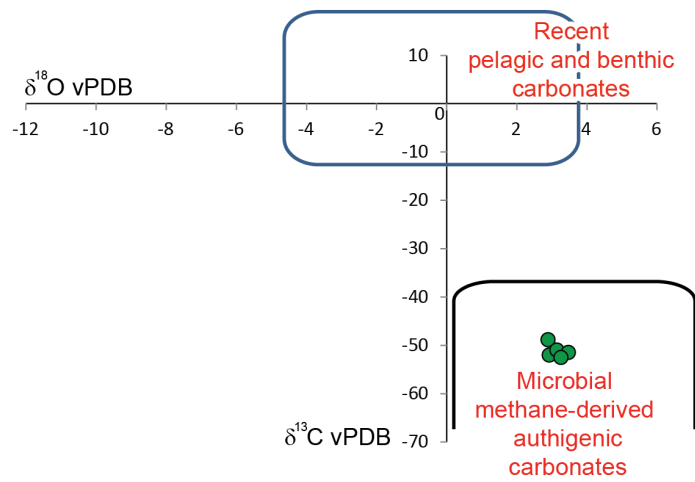 Recent
pelagic and benthic
carbonates
10
δ18O vPDB
-12 -10 -8 -6 -4 -2 0 2 4 6
-10
-20
-30
-40
-50
-60
-70
δ13C vPDB
Microbial
methane-derived
authigenic
carbonates